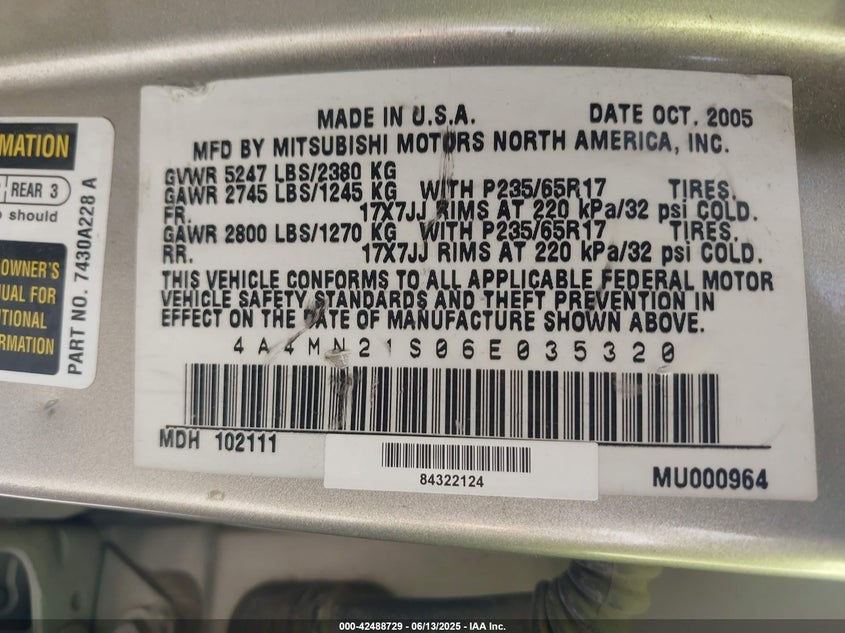 MADE IN U.S.A. DATE OCT. 2005
MFD BY MITSUBISHI MOTORS NORTH AMERICA, INC.
GVWR 5247 LBS/2380 KG
GAWR 2745 LBS/1245 KG WITH P235/65R17 TIRES.
FR. 17X7JJ RIMS AT 220 kPa/32 psi COLD.
GAWR 2800 LBS/1270 KG WITH P235/65R17 TIRES.
RR. 17X7JJ RIMS AT 220 kPa/32 psi COLD.
THIS VEHICLE CONFORMS TO ALL APPLICABLE FEDERAL MOTOR
VEHICLE SAFETY STANDARDS AND THEFT PREVENTION IN
EFFECT ON THE DATE OF MANUFACTURE SHOWN ABOVE.
4A4MN21S06E035320
MDH 102111
84322124
MU000964
MATION
REAR 3
should
OWNER'S
UAL FOR
TIONAL
ORMATION
PART NO. 7430A228 A
000-42488729 - 06/13/2025 - IAA Inc.